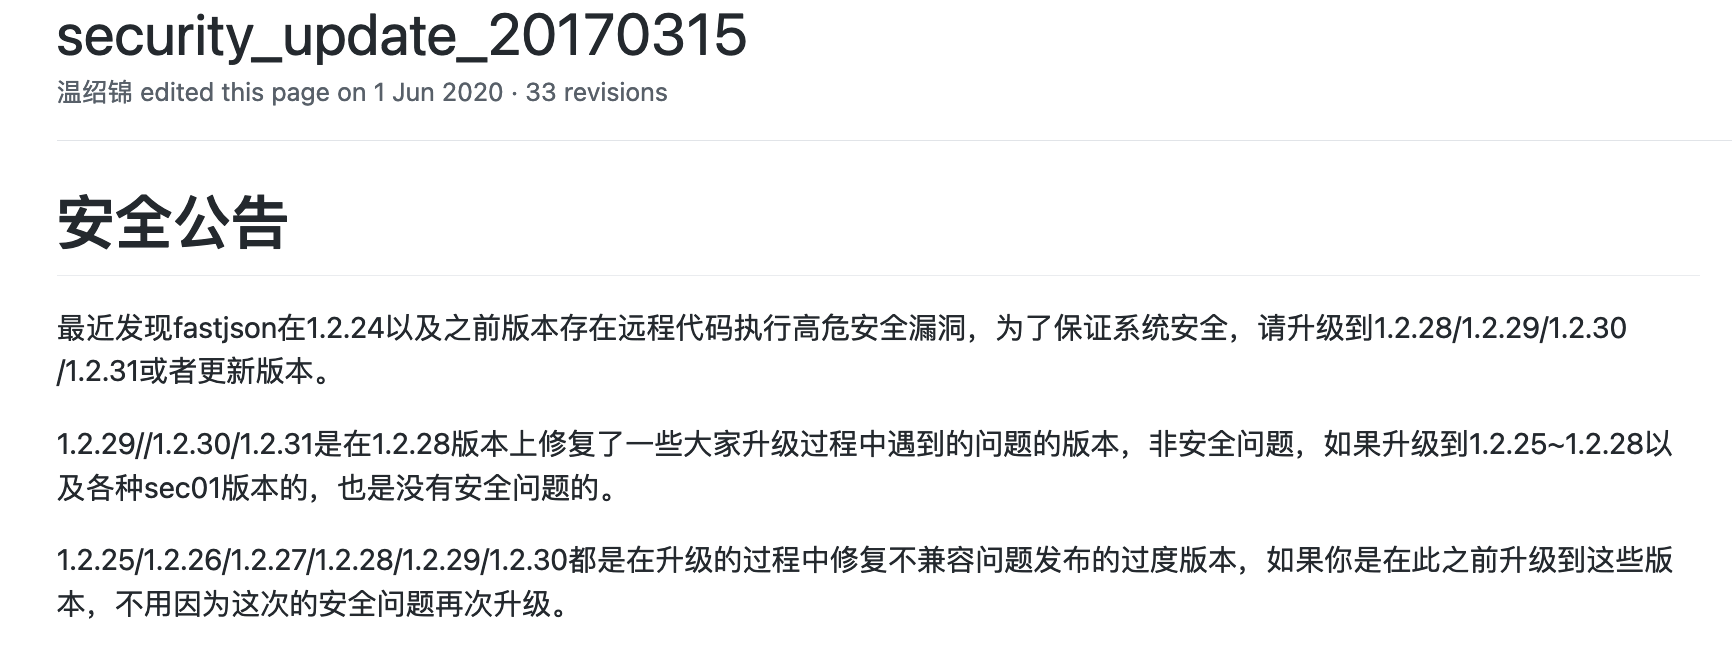 security_update_20170315
温绍锦 edited this page on 1 Jun 2020 · 33 revisions
安全公告
最近发现fastjson在1.2.24以及之前版本存在远程代码执行高危安全漏洞，为了保证系统安全，请升级到1.2.28/1.2.29/1.2.30
/1.2.31或者更新版本。
1.2.29//1.2.30/1.2.31是在1.2.28版本上修复了一些大家升级过程中遇到的问题的版本，非安全问题，如果升级到1.2.25~1.2.28以
及各种sec01版本的，也是没有安全问题的。
1.2.25/1.2.26/1.2.27/1.2.28/1.2.29/1.2.30都是在升级的过程中修复不兼容问题发布的过度版本，如果你是在此之前升级到这些版
本，不用因为这次的安全问题再次升级。